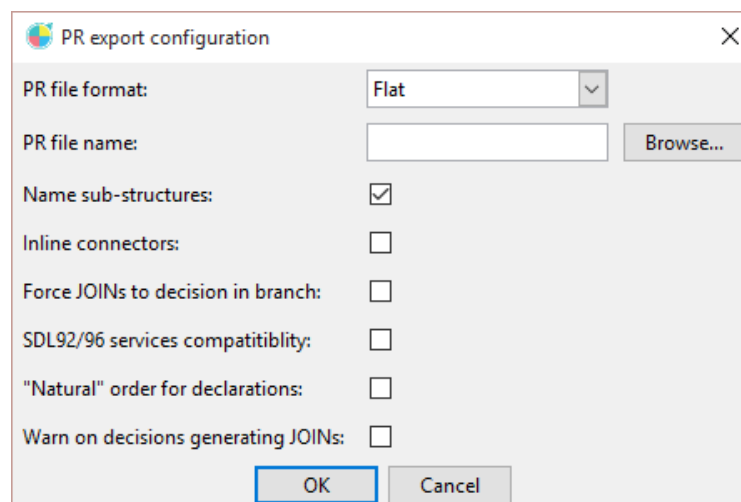 PR export configuration
PR file format: Flat
PR file name: Browse...
Name sub-structures:
Inline connectors:
Force JOINs to decision in branch:
SDL92/96 services compatitiblity:
"Natural" order for declarations:
Warn on decisions generating JOINs:
OK Cancel